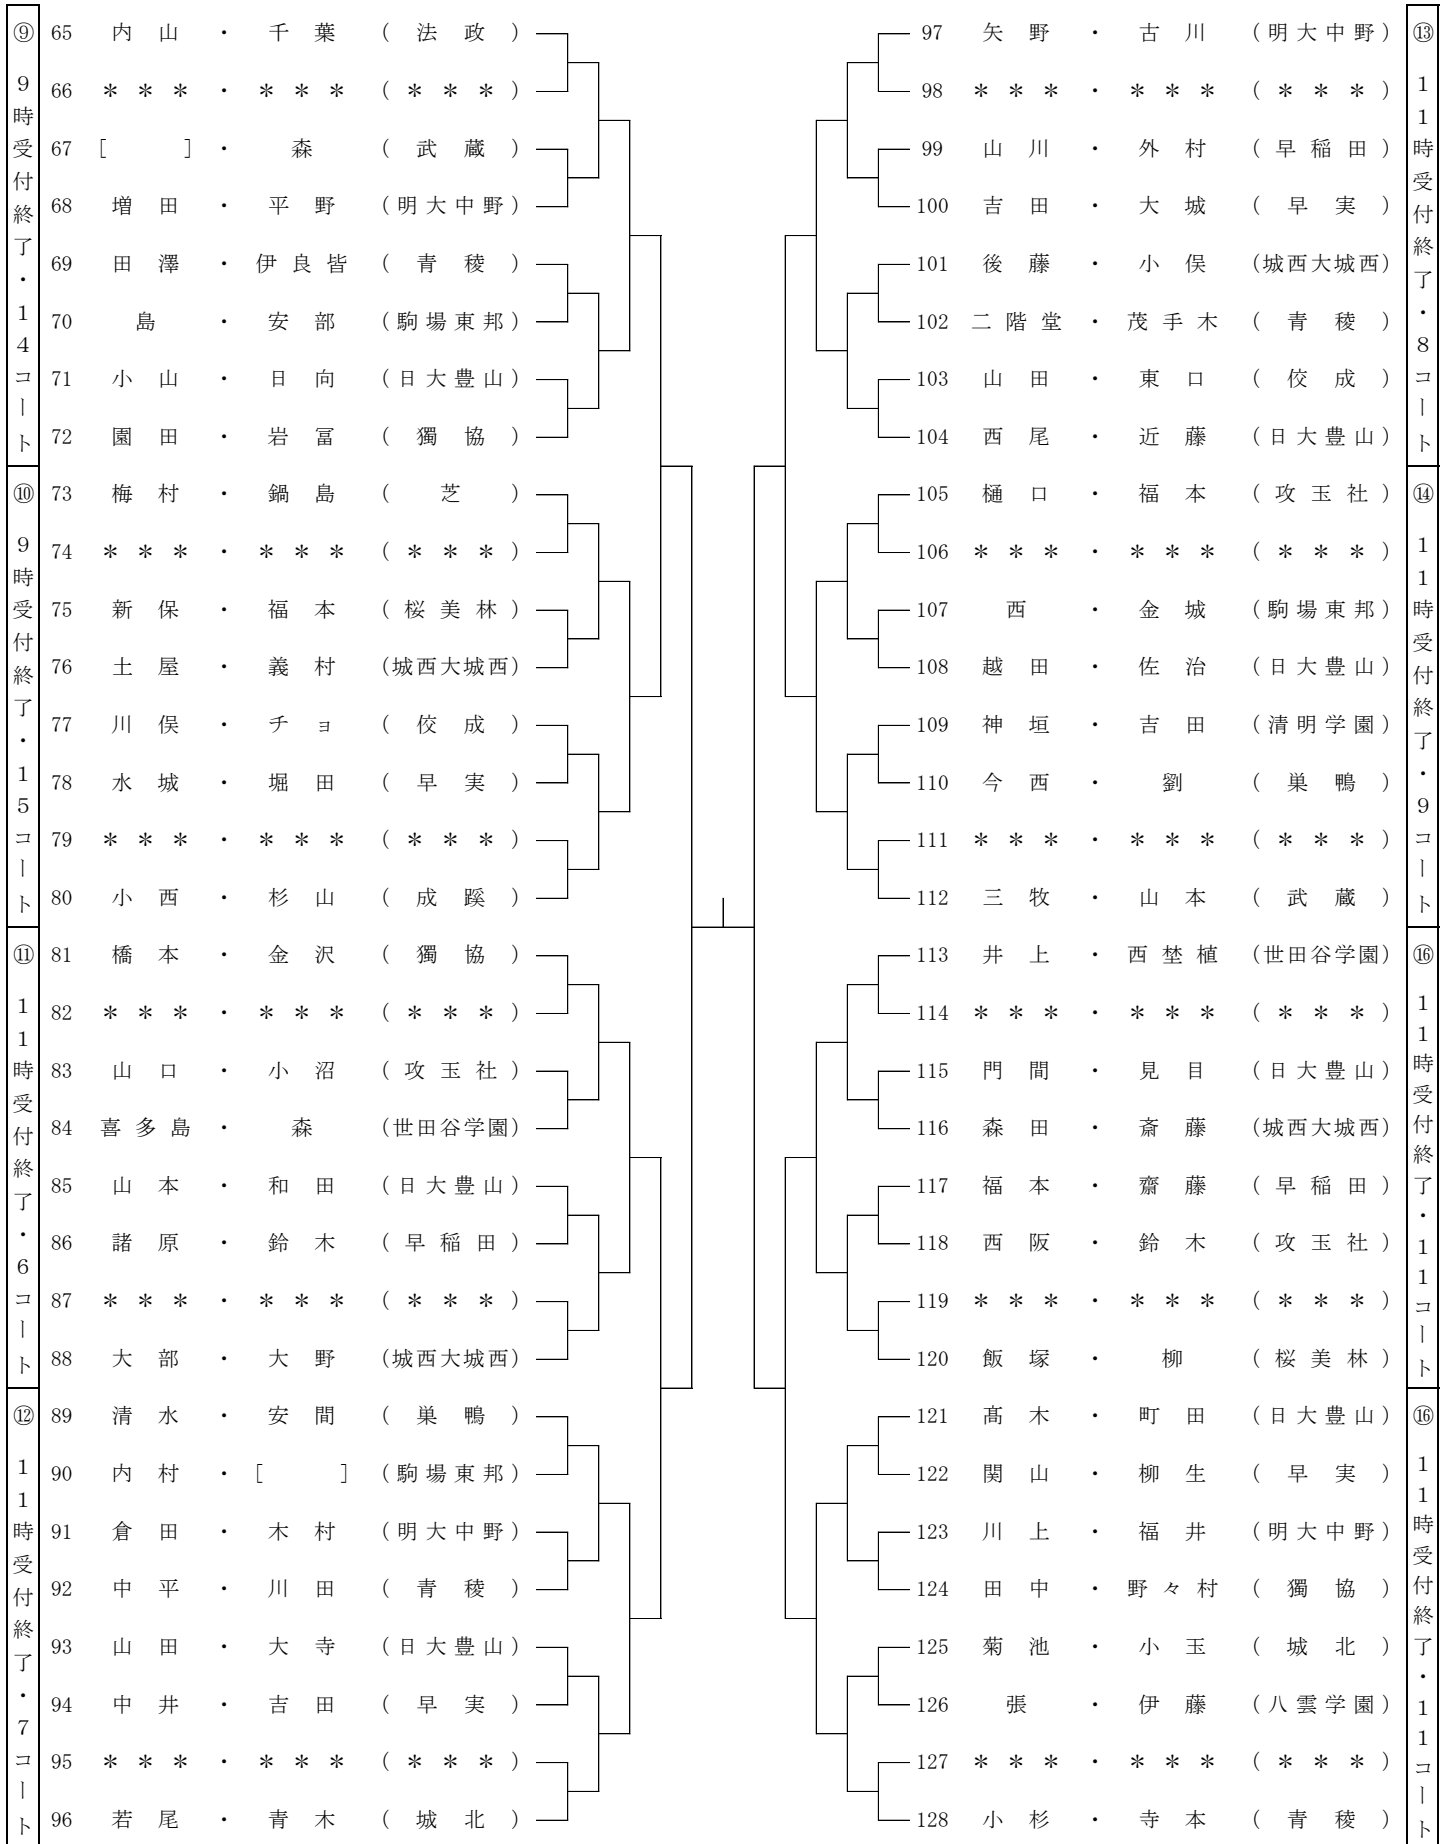 ⑨ 9時受付終了・14コート
65 内山・千葉 (法政)
66 ***・*** (***)
67 [ ]・森 (武蔵)
68 増田・平野 (明大中野)
69 田澤・伊良皆 (青稜)
70 島・安部 (駒場東邦)
71 小山・日向 (日大豊山)
72 園田・岩冨 (獨協)
⑩ 9時受付終了・15コート
73 梅村・鍋島 (芝)
74 ***・*** (***)
75 新保・福本 (桜美林)
76 土屋・義村 (城西大城西)
77 川俣・チョ (佼成)
78 水城・堀田 (早実)
79 ***・*** (***)
80 小西・杉山 (成蹊)
⑪ 11時受付終了・6コート
81 橋本・金沢 (獨協)
82 ***・*** (***)
83 山口・小沼 (攻玉社)
84 喜多島・森 (世田谷学園)
85 山本・和田 (日大豊山)
86 諸原・鈴木 (早稲田)
87 ***・*** (***)
88 大部・大野 (城西大城西)
⑫ 11時受付終了・7コート
89 清水・安間 (巣鴨)
90 内村・[ ] (駒場東邦)
91 倉田・木村 (明大中野)
92 中平・川田 (青稜)
93 山田・大寺 (日大豊山)
94 中井・吉田 (早実)
95 ***・*** (***)
96 若尾・青木 (城北)
⑬ 11時受付終了・8コート
97 矢野・古川 (明大中野)
98 ***・*** (***)
99 山川・外村 (早稲田)
100 吉田・大城 (早実)
101 後藤・小俣 (城西大城西)
102 二階堂・茂手木 (青稜)
103 山田・東口 (佼成)
104 西尾・近藤 (日大豊山)
⑭ 11時受付終了・9コート
105 樋口・福本 (攻玉社)
106 ***・*** (***)
107 西・金城 (駒場東邦)
108 越田・佐治 (日大豊山)
109 神垣・吉田 (清明学園)
110 今西・劉 (巣鴨)
111 ***・*** (***)
112 三牧・山本 (武蔵)
⑯ 11時受付終了・11コート
113 井上・西埜植 (世田谷学園)
114 ***・*** (***)
115 門間・見目 (日大豊山)
116 森田・斎藤 (城西大城西)
117 福本・齋藤 (早稲田)
118 西阪・鈴木 (攻玉社)
119 ***・*** (***)
120 飯塚・柳 (桜美林)
⑯ 11時受付終了・11コート
121 髙木・町田 (日大豊山)
122 関山・柳生 (早実)
123 川上・福井 (明大中野)
124 田中・野々村 (獨協)
125 菊池・小玉 (城北)
126 張・伊藤 (八雲学園)
127 ***・*** (***)
128 小杉・寺本 (青稜)